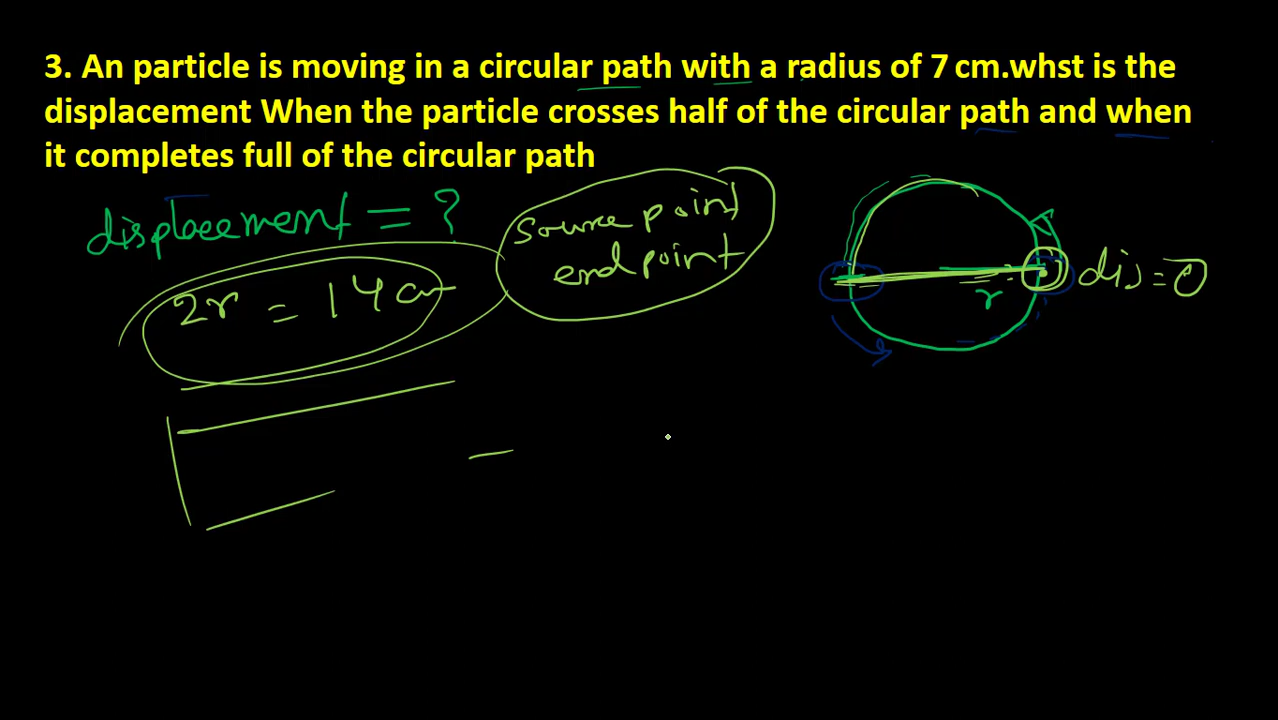 3. An particle is moving in a circular path with a radius of 7 cm.whst is the
displacement When the particle crosses half of the circular path and when
it completes full of the circular path
displacement = ?
source point
end point
2r = 14 cm
r
dis = 0